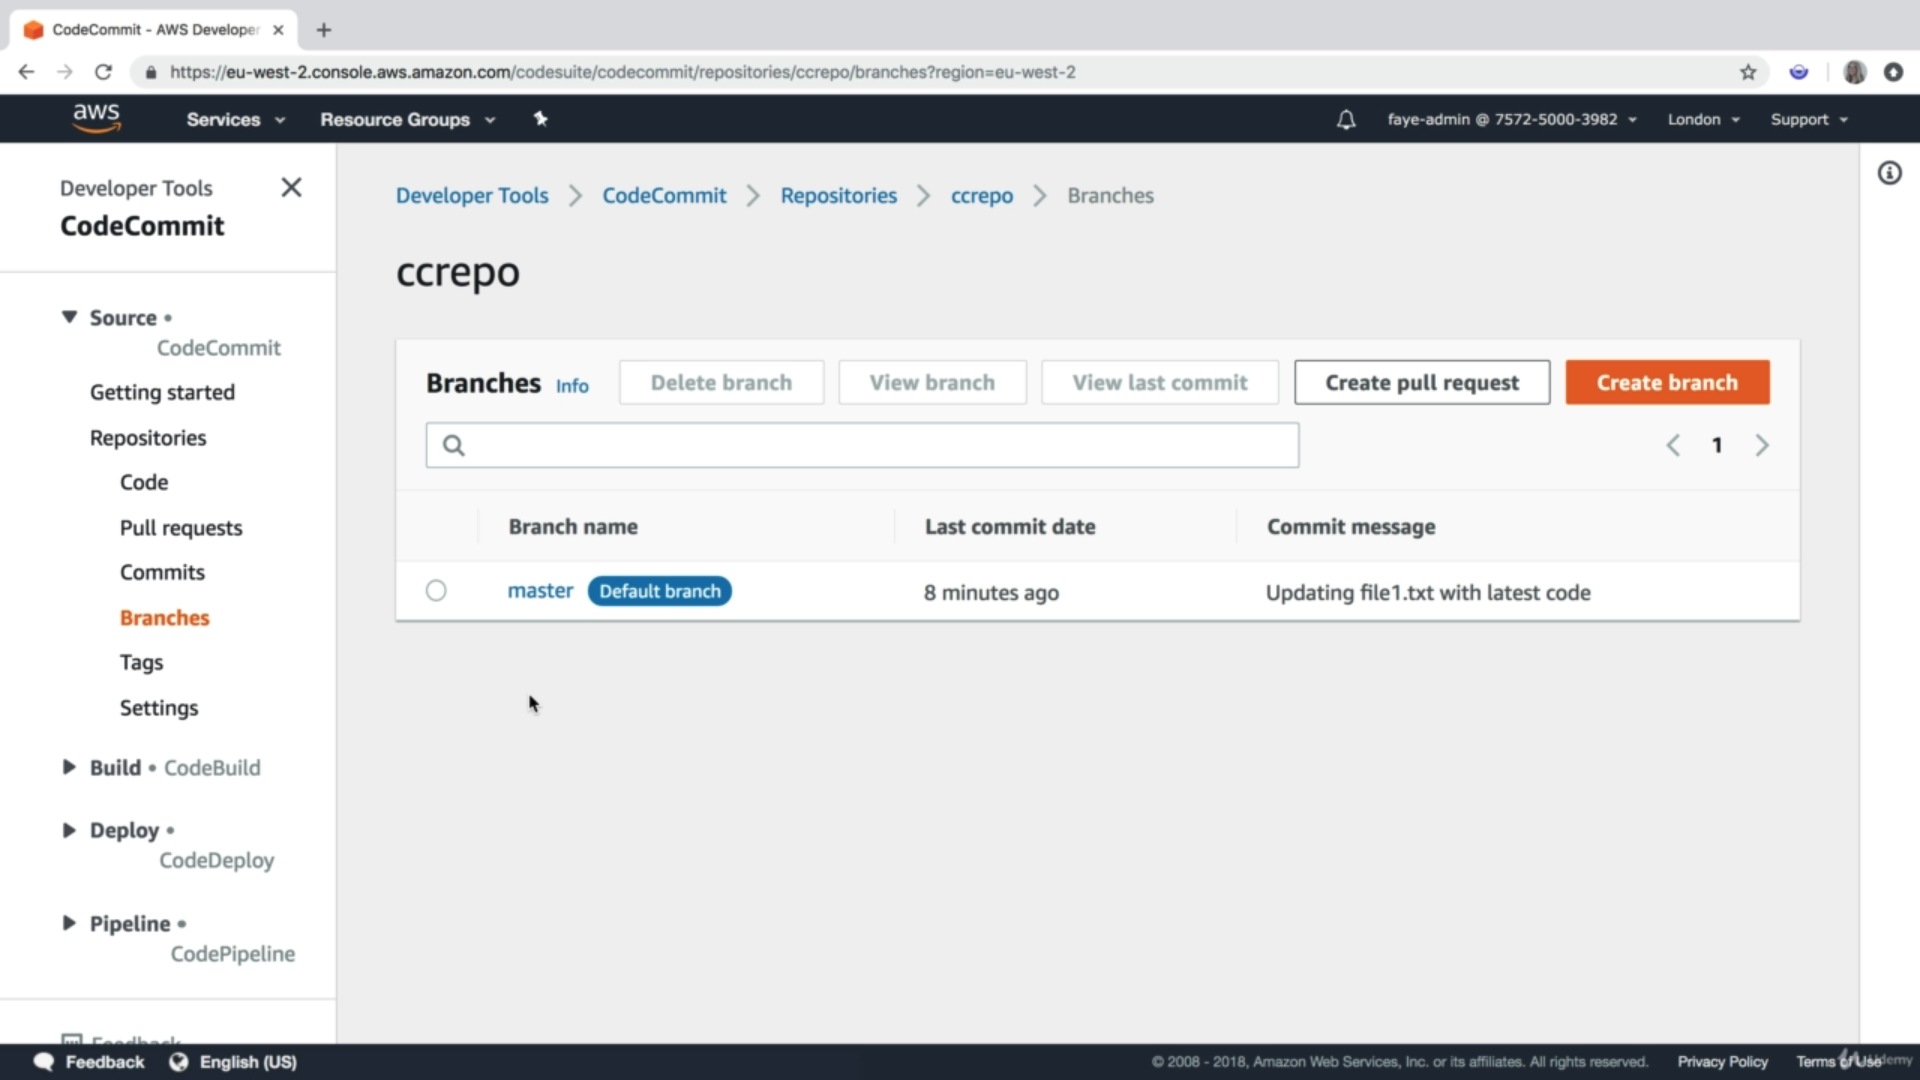 CodeCommit - AWS Developer
https://eu-west-2.console.aws.amazon.com/codesuite/codecommit/repositories/ccrepo/branches?region=eu-west-2
aws Services Resource Groups faye-admin @ 7572-5000-3982 London Support
Developer Tools
CodeCommit
Source •
CodeCommit
Getting started
Repositories
Code
Pull requests
Commits
Branches
Tags
Settings
Build • CodeBuild
Deploy •
CodeDeploy
Pipeline •
CodePipeline
Feedback
Developer Tools > CodeCommit > Repositories > ccrepo > Branches
ccrepo
Branches Info Delete branch View branch View last commit Create pull request Create branch
1
Branch name Last commit date Commit message
master Default branch 8 minutes ago Updating file1.txt with latest code
Feedback English (US) © 2008 - 2018, Amazon Web Services, Inc. or its affiliates. All rights reserved. Privacy Policy Terms of Use
Udemy